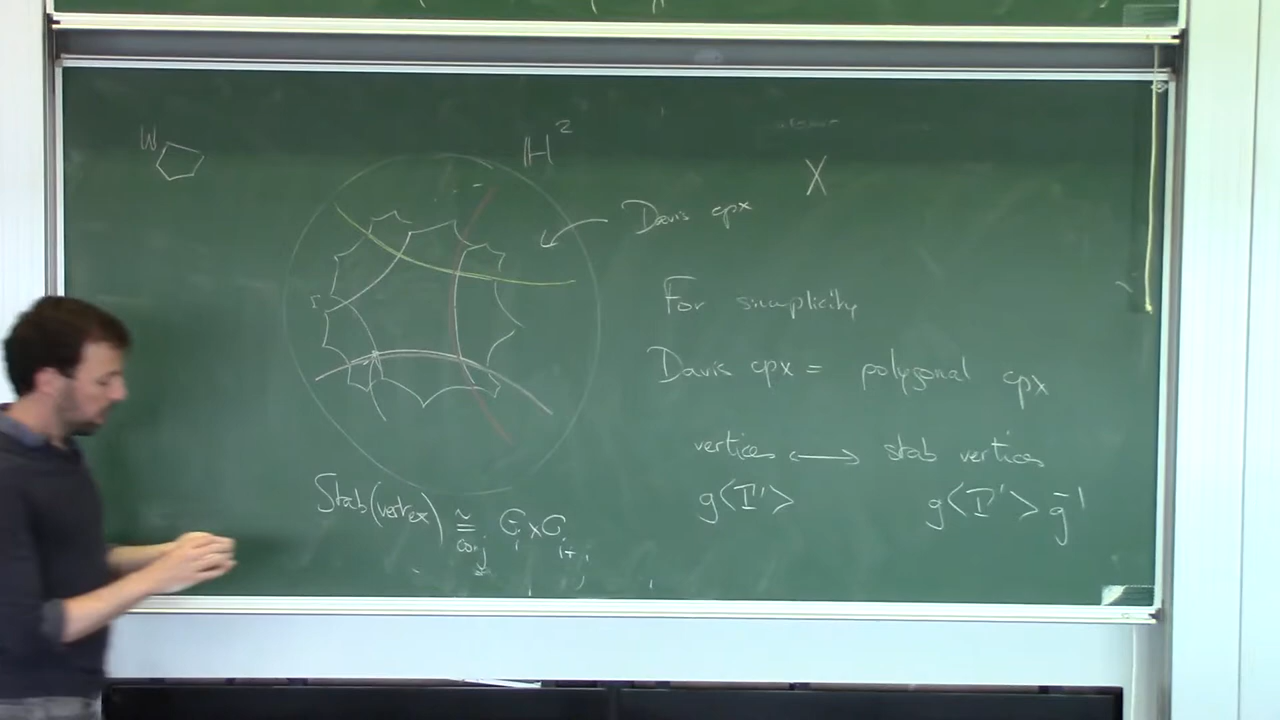 W
ℍ²
X
Davis cpx
For simplicity
Davis cpx = polygonal cpx
vertices ⟷ stab vertices
g<Γ'> g<Γ'>g⁻¹
Stab(vertex) ≅ G_i × G_{i+1}
conj